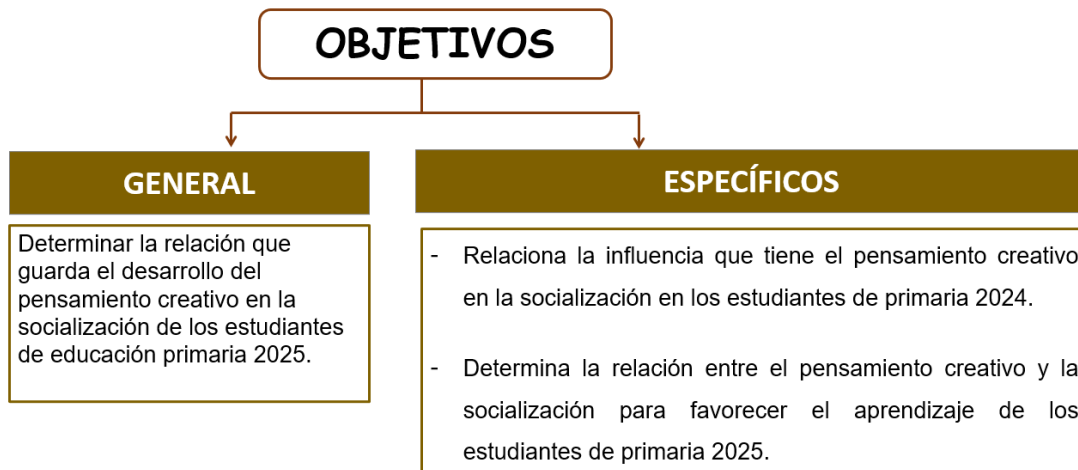 OBJETIVOS
GENERAL
Determinar la relación que
guarda el desarrollo del
pensamiento creativo en la
socialización de los estudiantes
de educación primaria 2025.
ESPECÍFICOS
- Relaciona la influencia que tiene el pensamiento creativo
en la socialización en los estudiantes de primaria 2024.
- Determina la relación entre el pensamiento creativo y la
socialización para favorecer el aprendizaje de los
estudiantes de primaria 2025.